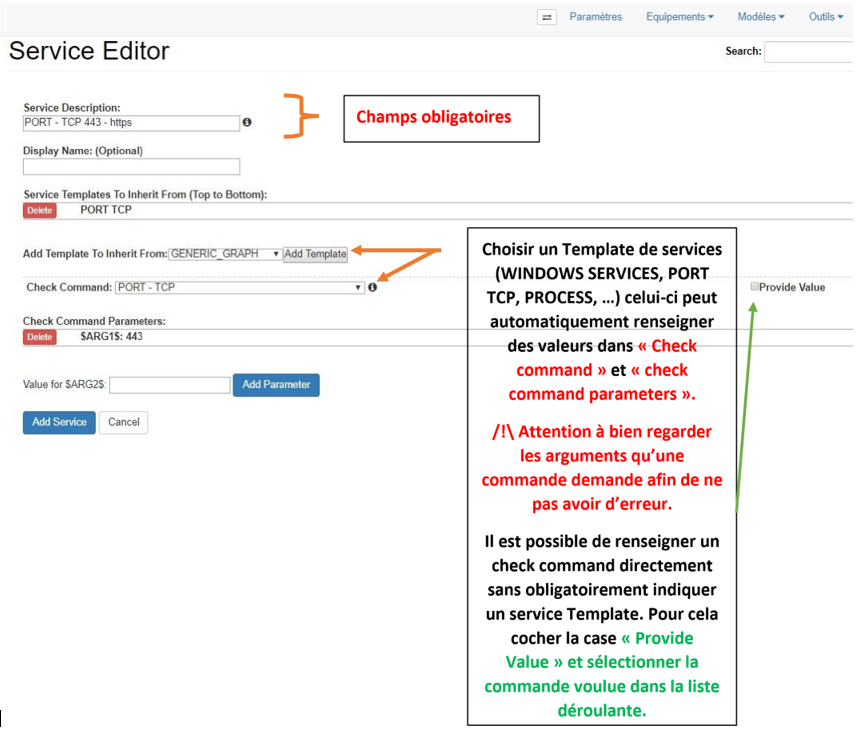 Paramètres Equipements Modèles Outils
Service Editor
Search:
Service Description:
PORT - TCP 443 - https
Champs obligatoires
Display Name: (Optional)
Service Templates To Inherit From (Top to Bottom):
Delete PORT TCP
Add Template To Inherit From: GENERIC_GRAPH Add Template
Check Command: PORT - TCP
Provide Value
Check Command Parameters:
Delete $ARG1$: 443
Value for $ARG2$: Add Parameter
Add Service Cancel
Choisir un Template de services
(WINDOWS SERVICES, PORT
TCP, PROCESS, …) celui-ci peut
automatiquement renseigner
des valeurs dans « Check
command » et « check
command parameters ».
/!\ Attention à bien regarder
les arguments qu’une
commande demande afin de ne
pas avoir d’erreur.
Il est possible de renseigner un
check command directement
sans obligatoirement indiquer
un service Template. Pour cela
cocher la case « Provide
Value » et sélectionner la
commande voulue dans la liste
déroulante.